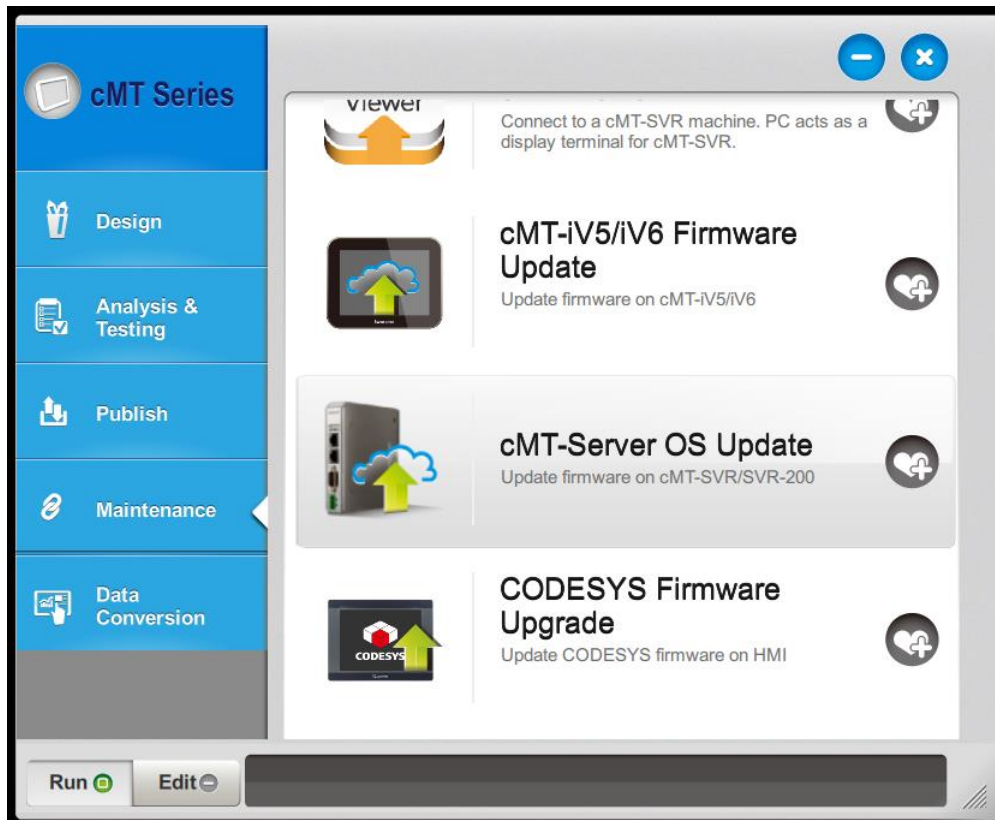 cMT Series
Design
Analysis &
Testing
Publish
Maintenance
Data
Conversion
Viewer
Connect to a cMT-SVR machine. PC acts as a
display terminal for cMT-SVR.
cMT-iV5/iV6 Firmware
Update
Update firmware on cMT-iV5/iV6
cMT-Server OS Update
Update firmware on cMT-SVR/SVR-200
CODESYS
CODESYS Firmware
Upgrade
Update CODESYS firmware on HMI
Run
Edit